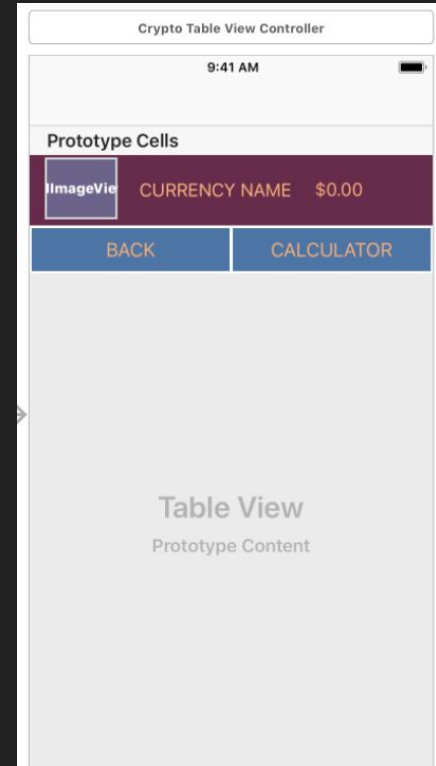 Crypto Table View Controller
9:41 AM
Prototype Cells
IImageVie CURRENCY NAME $0.00
BACK CALCULATOR
Table View
Prototype Content